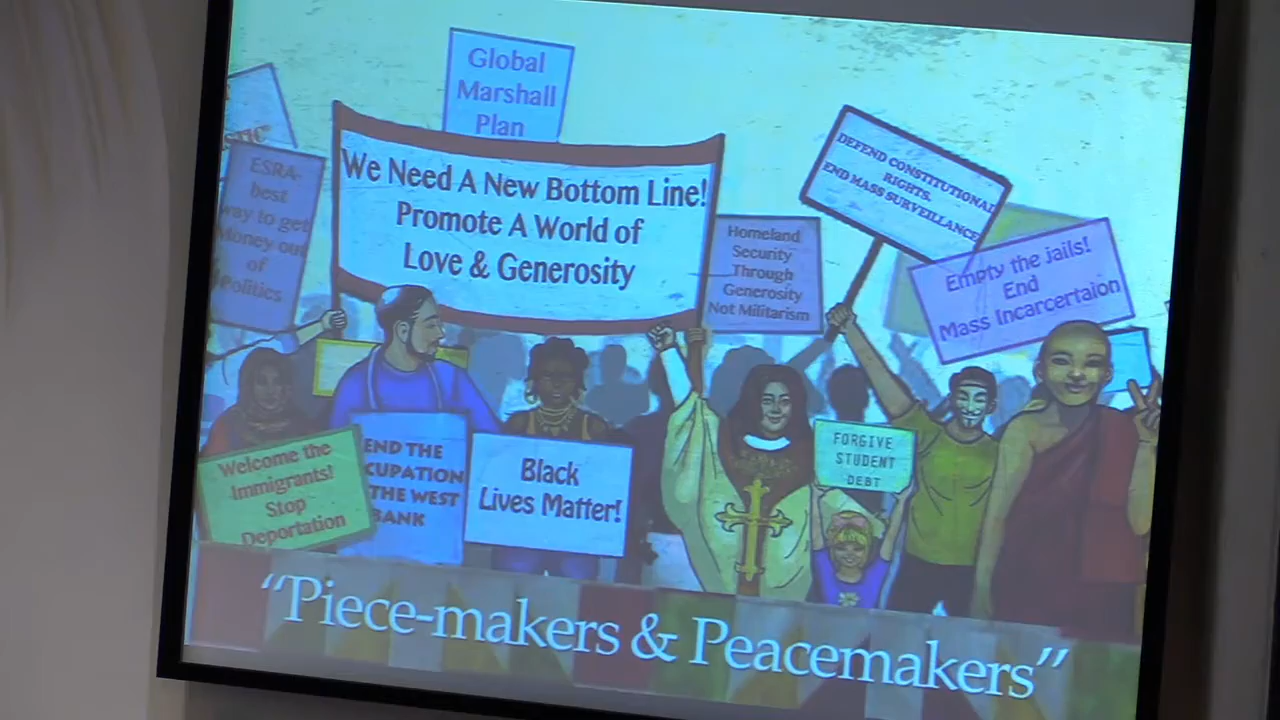 Global
Marshall
Plan
We Need A New Bottom Line!
Promote A World of
Love & Generosity
ESRA-
best
way to get
Money out
of
Politics
Homeland
Security
Through
Generosity
Not Militarism
DEFEND CONSTITUTIONAL
RIGHTS.
END MASS SURVEILLANCE
Empty the jails!
End
Mass Incarcertaion
Welcome the
Immigrants!
Stop
Deportation
END THE
CUPATION
THE WEST
BANK
Black
Lives Matter!
FORGIVE
STUDENT
DEBT
"Piece-makers & Peacemakers"